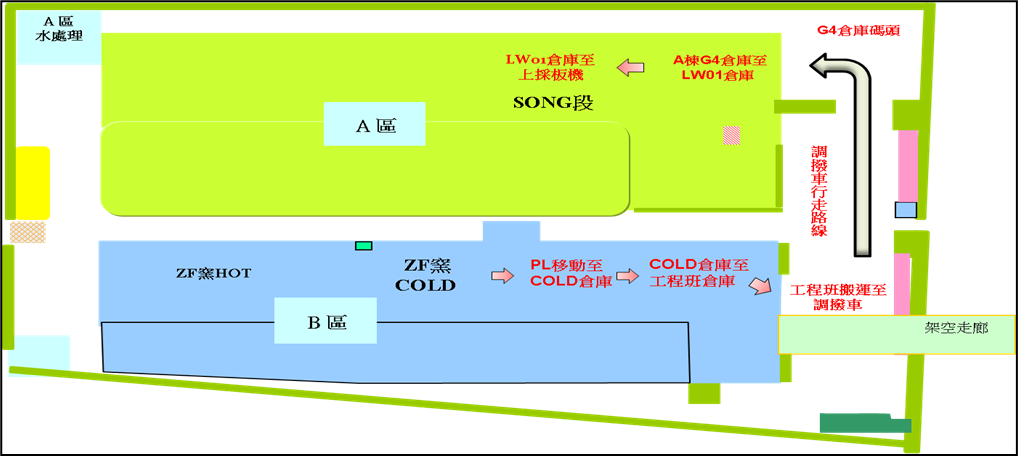 A 區
水處理
G4倉庫碼頭
LW01倉庫至
上採板機
A棟G4倉庫至
LW01倉庫
SONG段
A 區
調撥車行走路線
ZF窯HOT
ZF窯
COLD
PL移動至
COLD倉庫
COLD倉庫至
工程班倉庫
工程班搬運至
調撥車
B 區
架空走廊